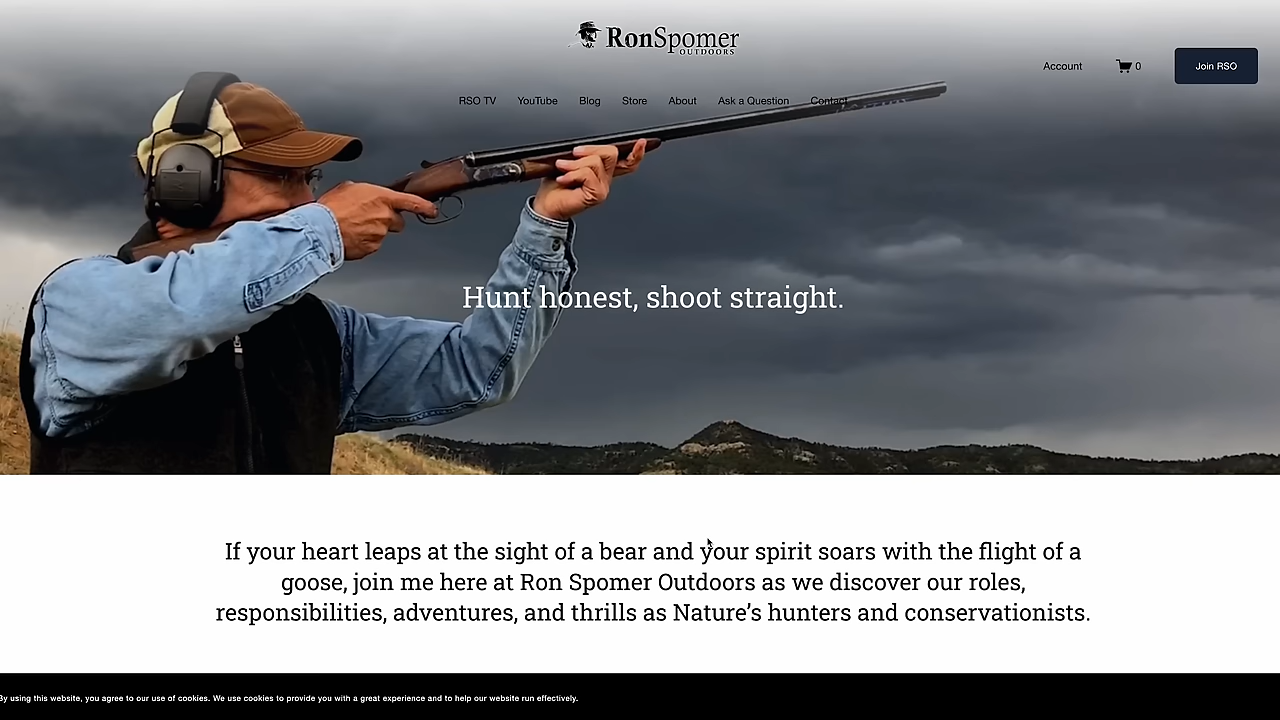 RonSpomer
OUTDOORS
Account
0
Join RSO
RSO TV YouTube Blog Store About Ask a Question Contact
Hunt honest, shoot straight.
If your heart leaps at the sight of a bear and your spirit soars with the flight of a
goose, join me here at Ron Spomer Outdoors as we discover our roles,
responsibilities, adventures, and thrills as Nature’s hunters and conservationists.
By using this website, you agree to our use of cookies. We use cookies to provide you with a great experience and to help our website run effectively.